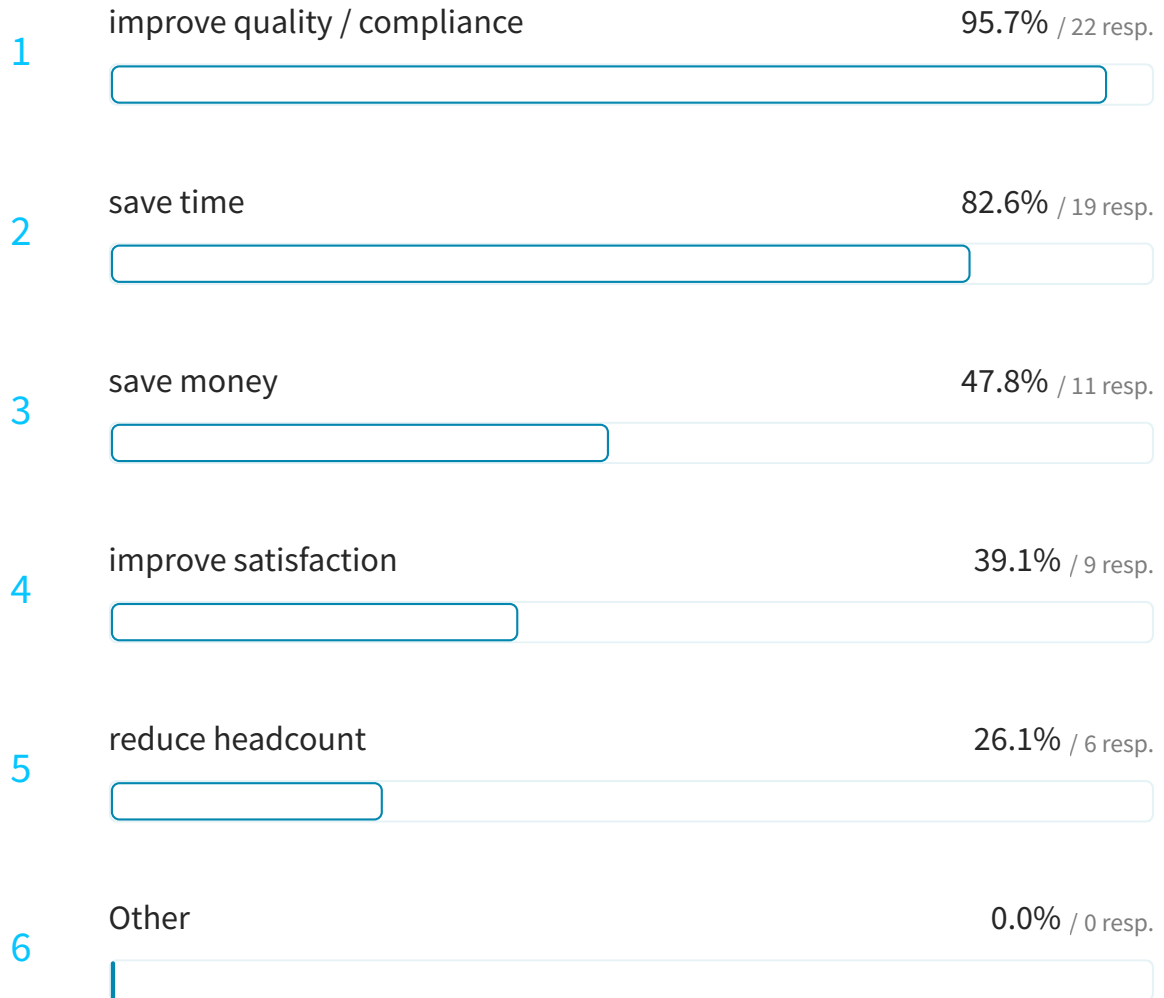 improve quality / compliance 95.7% / 22 resp.
1
save time 82.6% / 19 resp.
2
save money 47.8% / 11 resp.
3
improve satisfaction 39.1% / 9 resp.
4
reduce headcount 26.1% / 6 resp.
5
Other 0.0% / 0 resp.
6